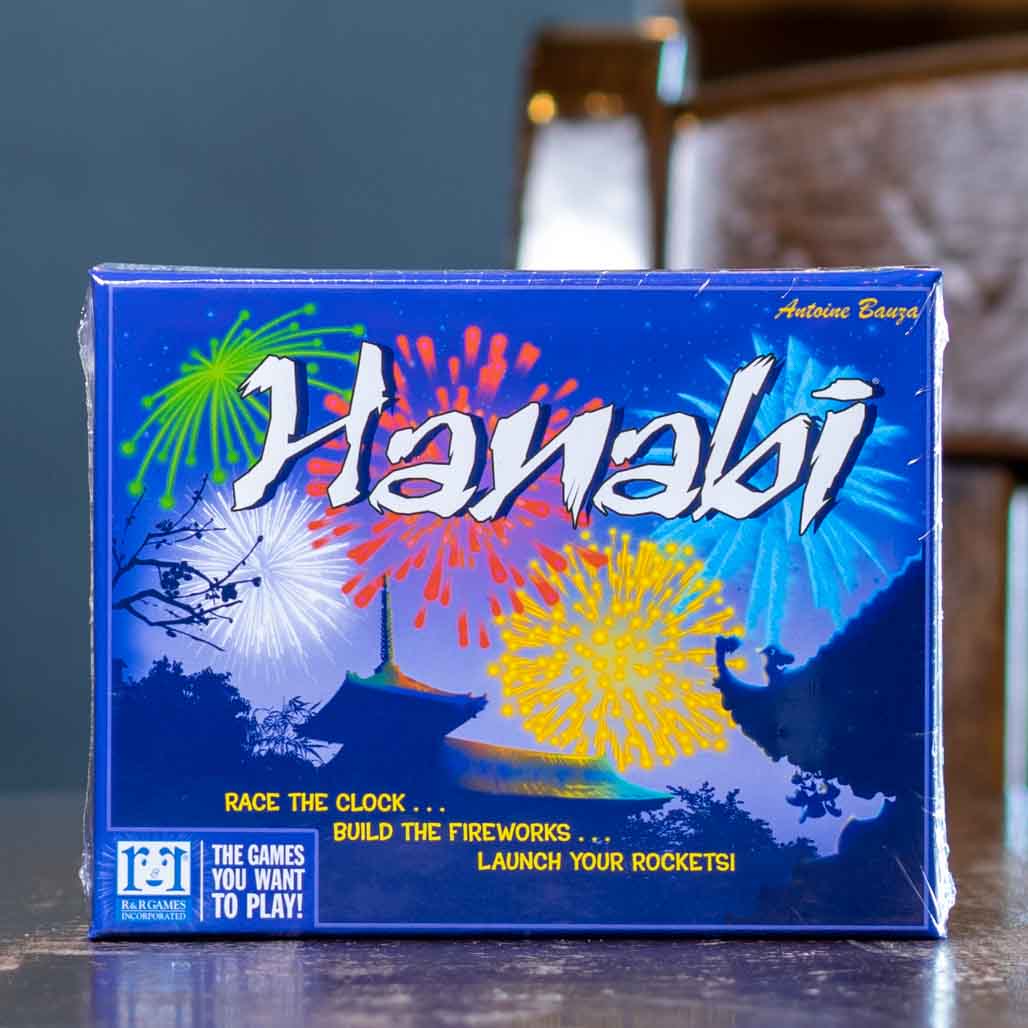 Antoine Bauza
Hanabi
RACE THE CLOCK...
BUILD THE FIREWORKS...
LAUNCH YOUR ROCKETS!
r&r
R&R GAMES
INCORPORATED
THE GAMES
YOU WANT
TO PLAY!